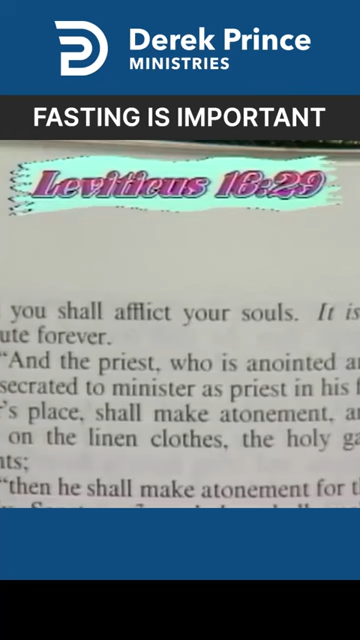 Derek Prince
MINISTRIES
FASTING IS IMPORTANT
Leviticus 16:29
you shall afflict your souls. It is
ute forever.
"And the priest, who is anointed a
secrated to minister as priest in his
's place, shall make atonement, a
on the linen clothes, the holy ga
ts;
"then he shall make atonement for t